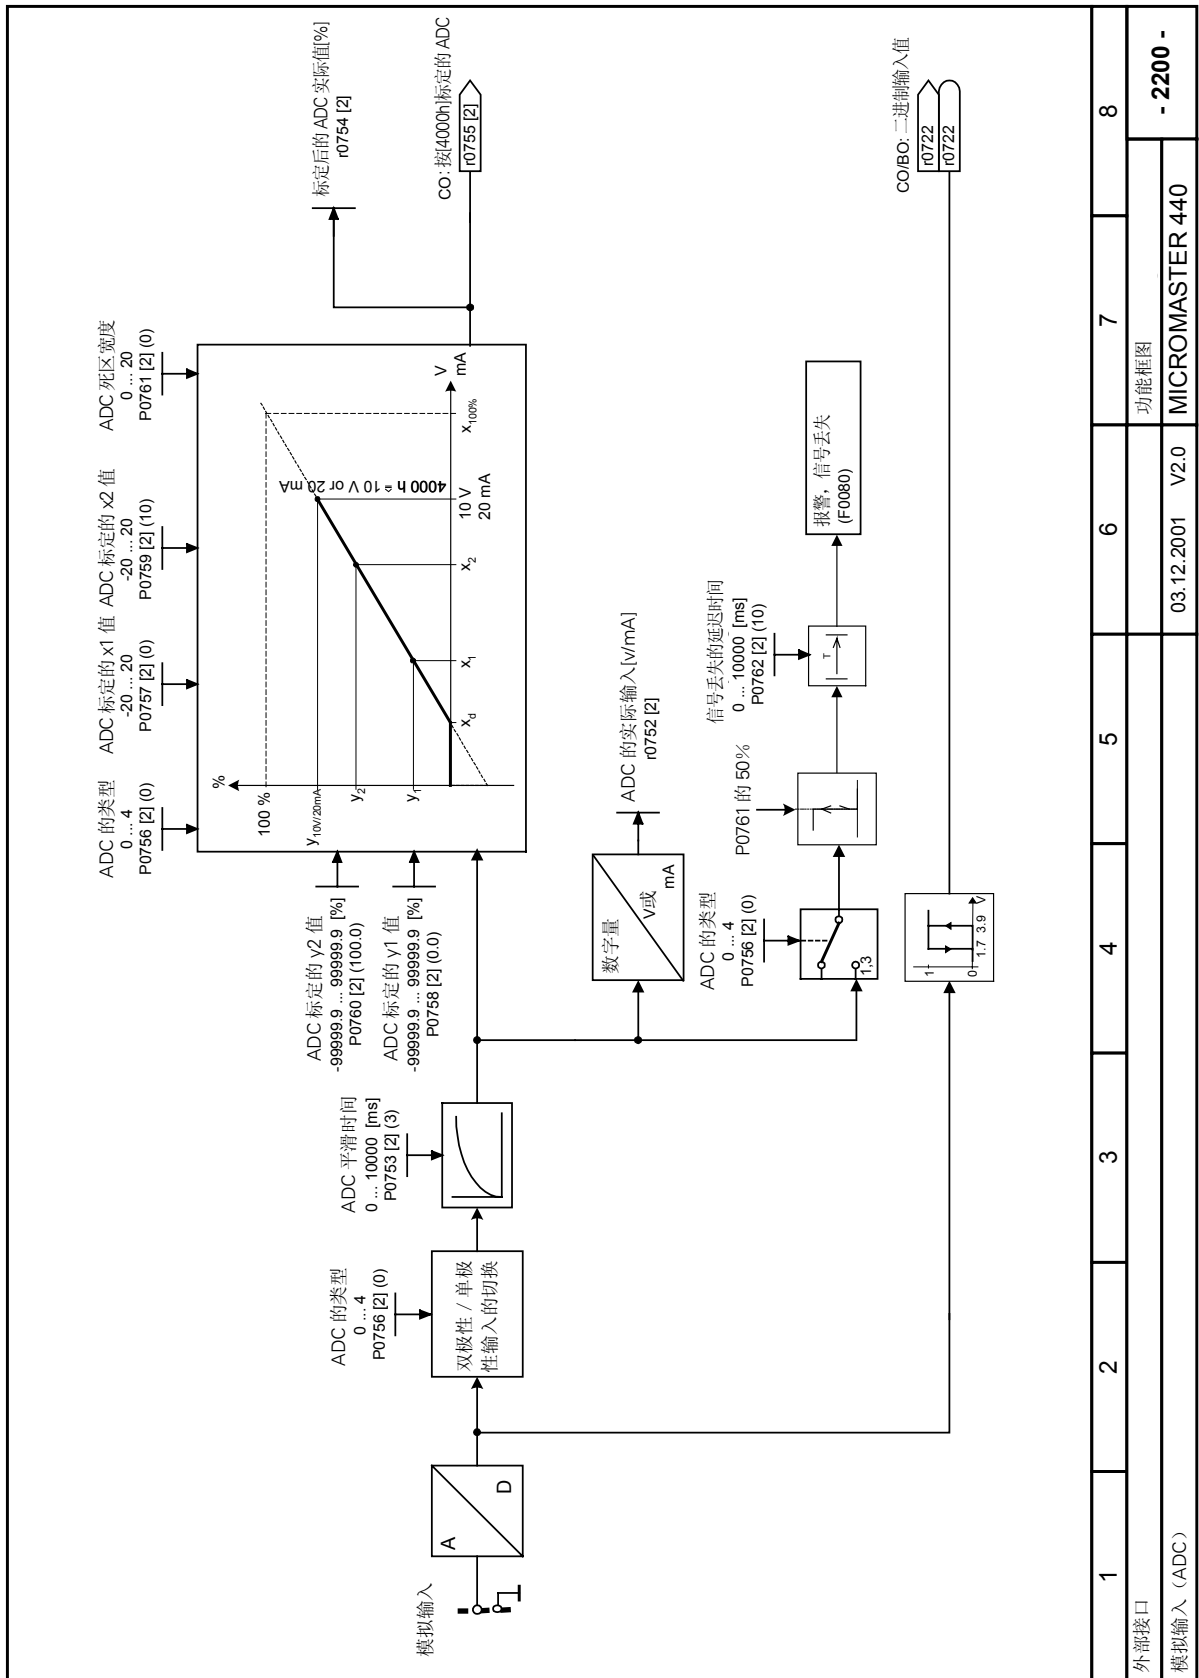 模拟输入
A
D
ADC 的类型
0 ... 4
P0756 [2] (0)
双极性 / 单极
性输入的切换
ADC 平滑时间
0 ... 10000 [ms]
P0753 [2] (3)
ADC 标定的 y2 值
-99999.9 ... 99999.9 [%]
P0760 [2] (100.0)
ADC 标定的 y1 值
-99999.9 ... 99999.9 [%]
P0758 [2] (0.0)
ADC 的类型
0 ... 4
P0756 [2] (0)
ADC 标定的 x1 值
-20 ... 20
P0757 [2] (0)
ADC 标定的 x2 值
-20 ... 20
P0759 [2] (10)
ADC 死区宽度
0 ... 20
P0761 [2] (0)
%
100 %
y10V/20mA
y2
y1
xd
x1
x2
10 V
20 mA
x100%
V
mA
4000 h ≙ 10 V or 20 mA
标定后的 ADC 实际值[%]
r0754 [2]
CO: 按[4000h]标定的 ADC
r0755 [2]
数字量
V或
mA
ADC 的实际输入[v/mA]
r0752 [2]
ADC 的类型
0 ... 4
P0756 [2] (0)
1,3
P0761 的 50%
信号丢失的延迟时间
0 ... 10000 [ms]
P0762 [2] (10)
T
报警，信号丢失
(F0080)
1
0
1.7 3.9 V
CO/BO: 二进制输入值
r0722
r0722
1 2 3 4 5 6 7 8
外部接口
功能框图
- 2200 -
模拟输入（ADC）
03.12.2001 V2.0
MICROMASTER 440